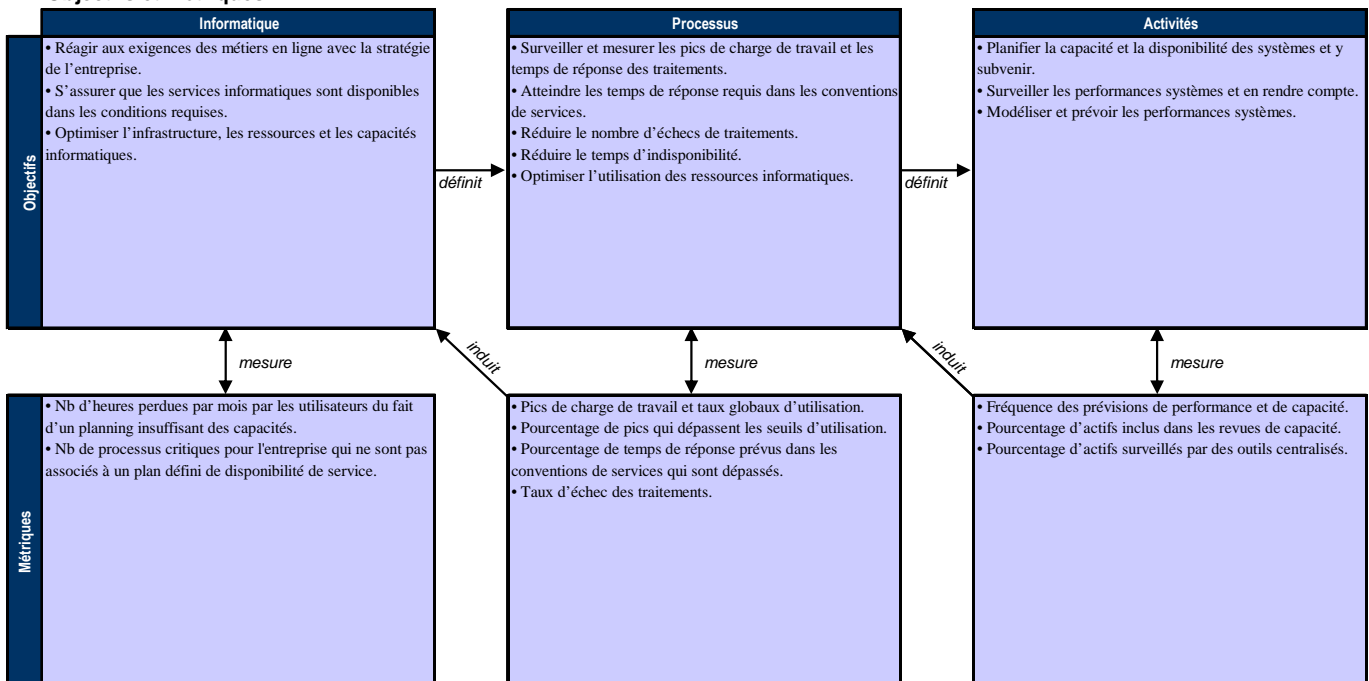 Informatique
Processus
Activités
Objectifs
• Réagir aux exigences des métiers en ligne avec la stratégie
de l’entreprise.
• S’assurer que les services informatiques sont disponibles
dans les conditions requises.
• Optimiser l’infrastructure, les ressources et les capacités
informatiques.
définit
• Surveiller et mesurer les pics de charge de travail et les
temps de réponse des traitements.
• Atteindre les temps de réponse requis dans les conventions
de services.
• Réduire le nombre d’échecs de traitements.
• Réduire le temps d’indisponibilité.
• Optimiser l’utilisation des ressources informatiques.
définit
• Planifier la capacité et la disponibilité des systèmes et y
subvenir.
• Surveiller les performances systèmes et en rendre compte.
• Modéliser et prévoir les performances systèmes.
mesure
induit
mesure
induit
mesure
Métriques
• Nb d’heures perdues par mois par les utilisateurs du fait
d’un planning insuffisant des capacités.
• Nb de processus critiques pour l'entreprise qui ne sont pas
associés à un plan défini de disponibilité de service.
• Pics de charge de travail et taux globaux d’utilisation.
• Pourcentage de pics qui dépassent les seuils d’utilisation.
• Pourcentage de temps de réponse prévus dans les
conventions de services qui sont dépassés.
• Taux d’échec des traitements.
• Fréquence des prévisions de performance et de capacité.
• Pourcentage d’actifs inclus dans les revues de capacité.
• Pourcentage d’actifs surveillés par des outils centralisés.